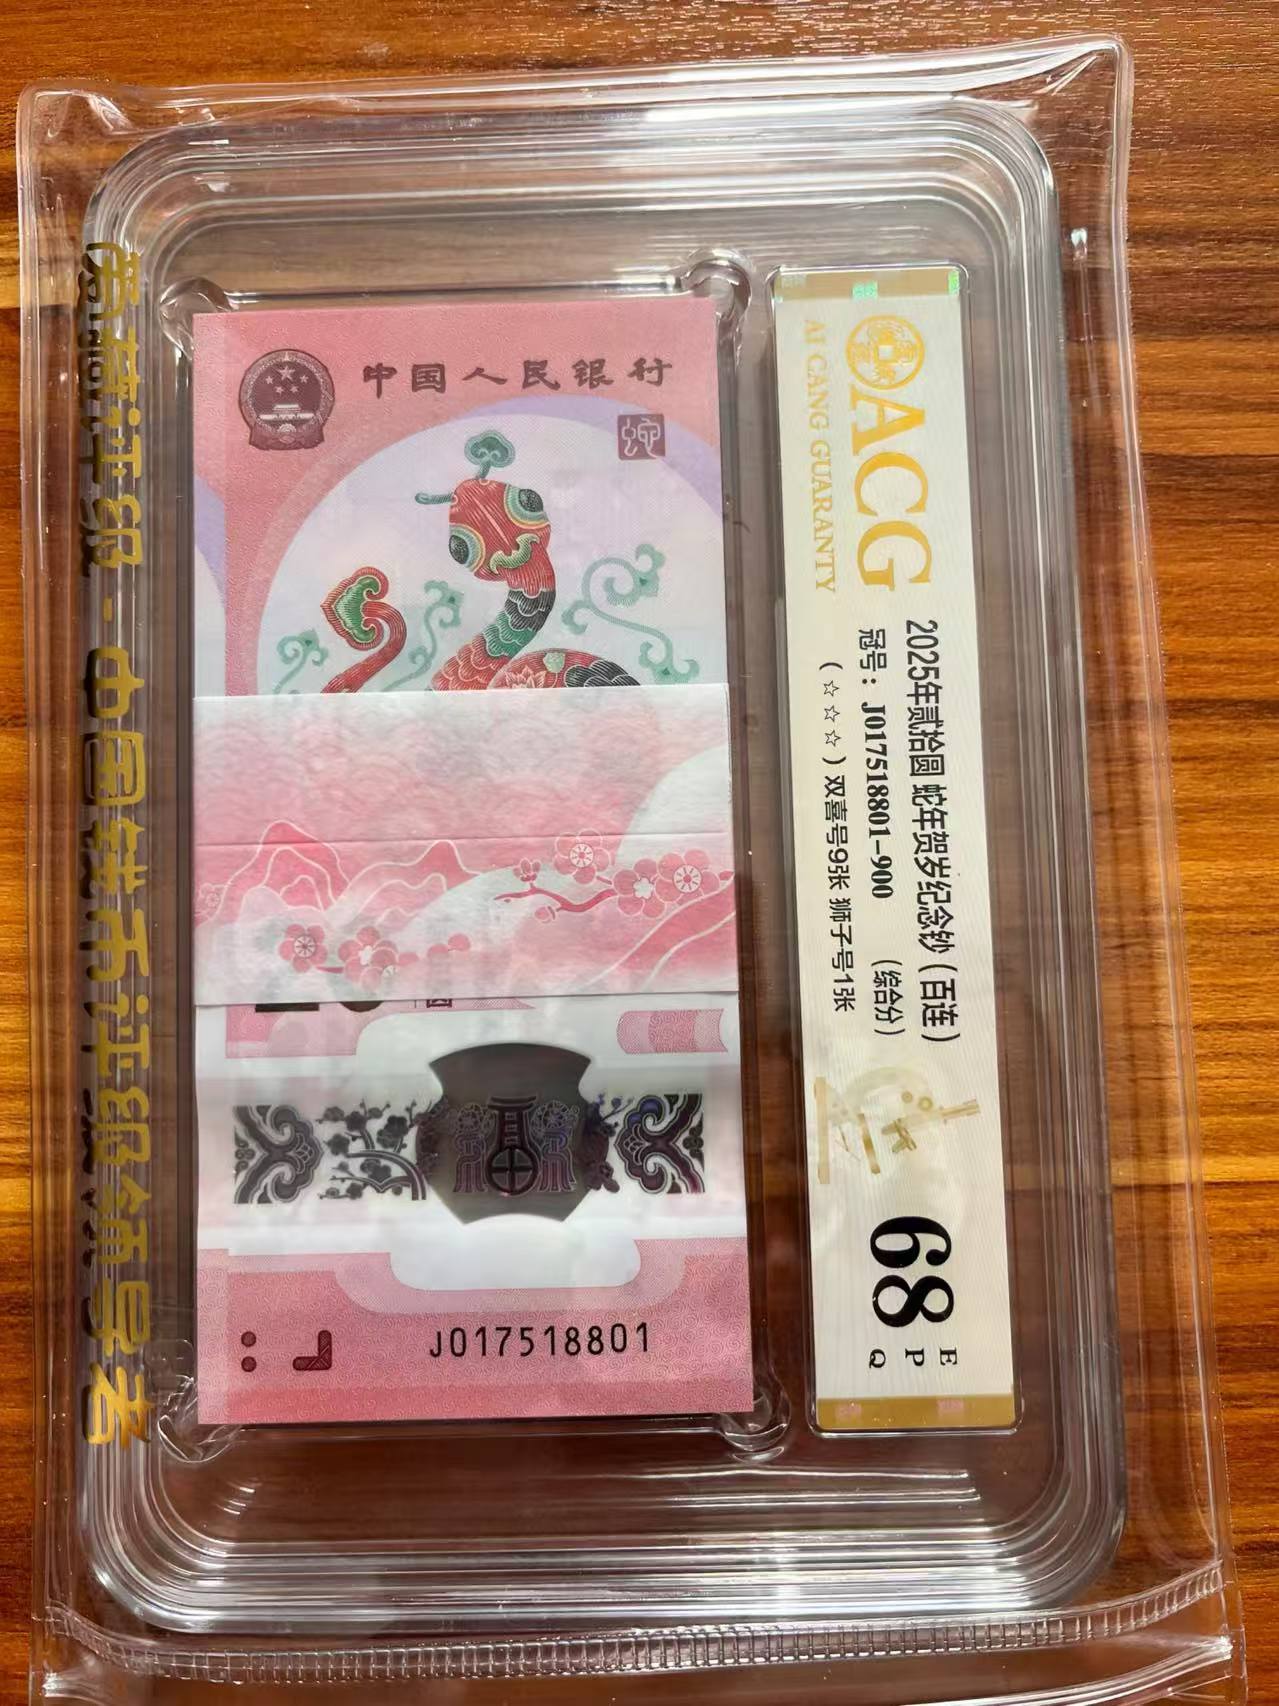 爱藏评级-中国钱币评级领导者
中国人民银行
蛇
J017518801
ACG
AI CANG GUARANTY
2025年贰拾圆 蛇年贺岁纪念钞（百连）
冠号：J017518801-900 （综合分）
（☆☆☆）双喜号9张 狮子号1张
68
E
P
Q